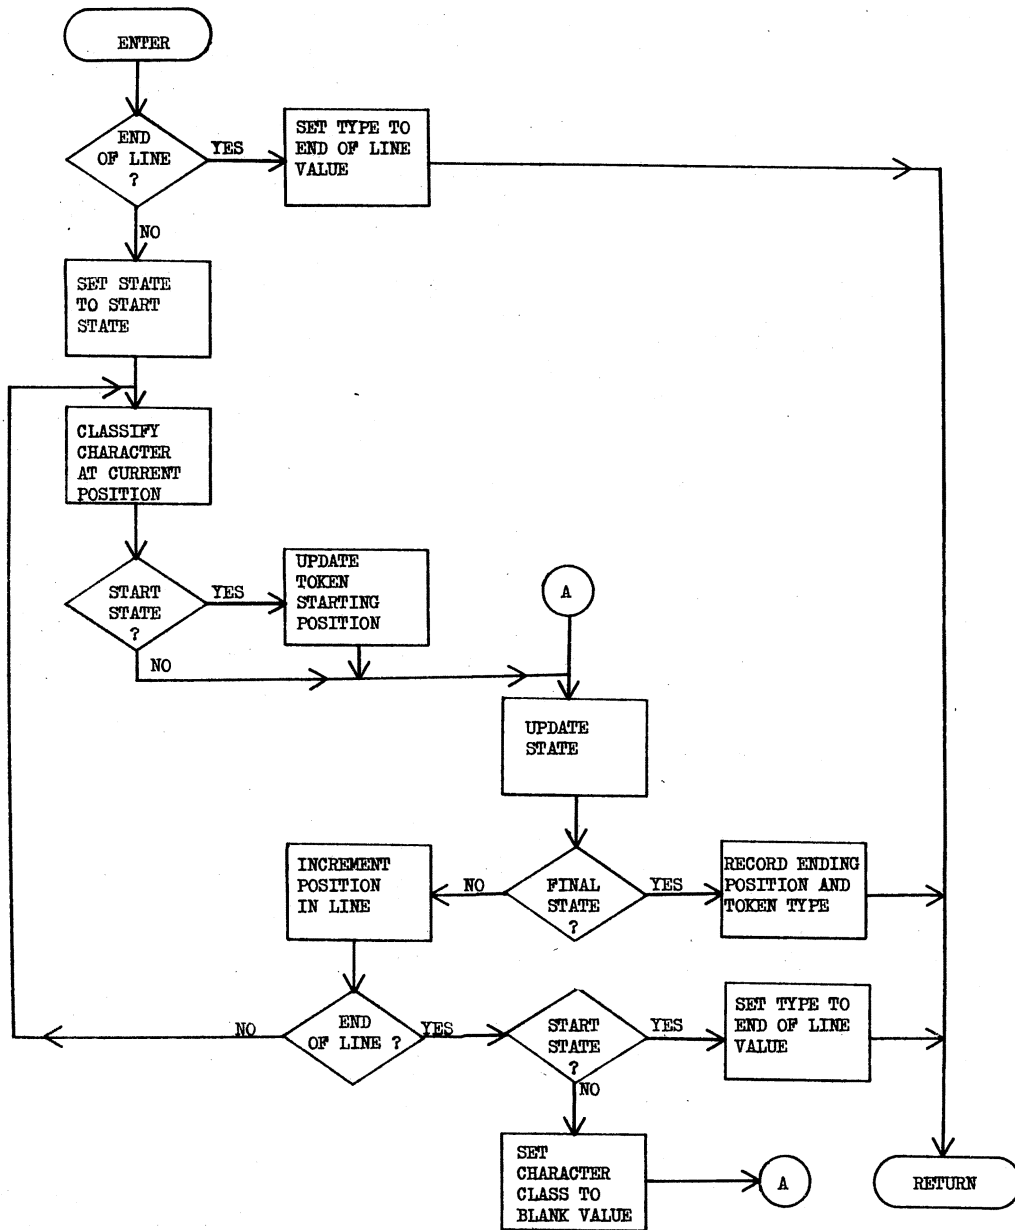 ENTER
END
OF LINE
?
YES
SET TYPE TO
END OF LINE
VALUE
NO
SET STATE
TO START
STATE
CLASSIFY
CHARACTER
AT CURRENT
POSITION
START
STATE
?
YES
UPDATE
TOKEN
STARTING
POSITION
NO
A
UPDATE
STATE
FINAL
STATE
?
NO
YES
INCREMENT
POSITION
IN LINE
RECORD ENDING
POSITION AND
TOKEN TYPE
END
OF LINE ?
NO
YES
START
STATE
?
YES
SET TYPE TO
END OF LINE
VALUE
NO
SET
CHARACTER
CLASS TO
BLANK VALUE
A
RETURN